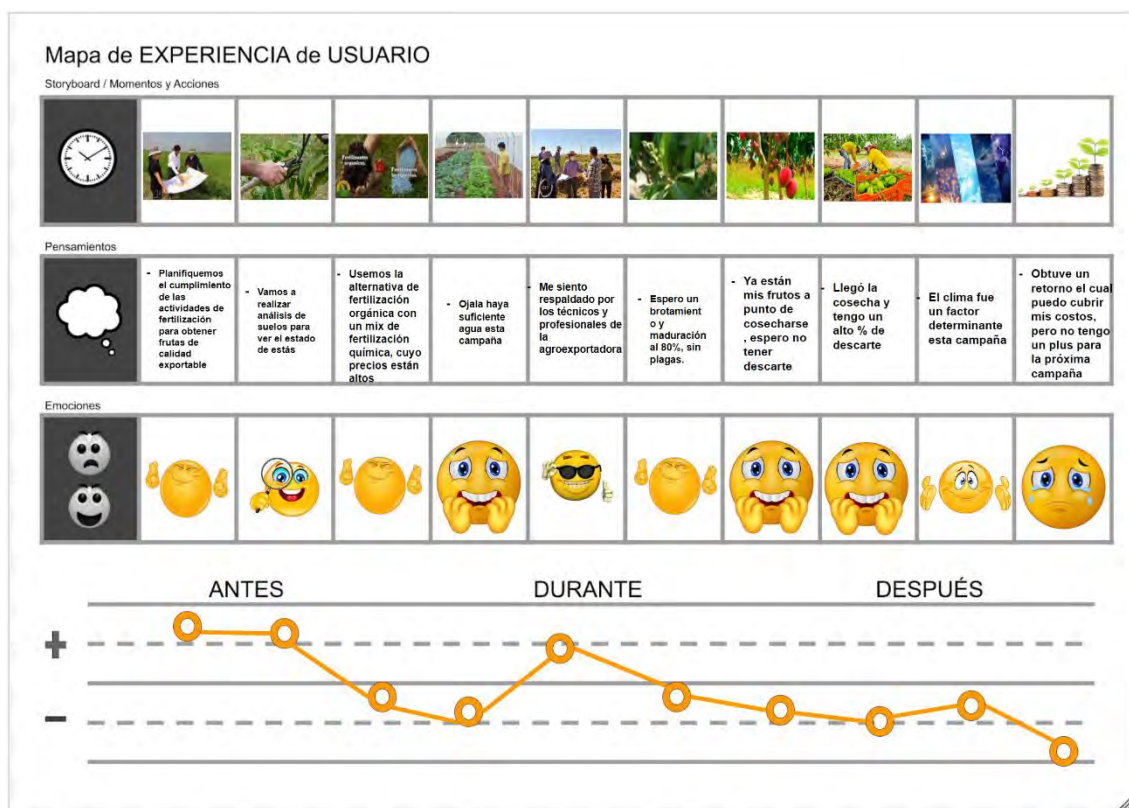 Mapa de EXPERIENCIA de USUARIO
Storyboard / Momentos y Acciones
Fertilizante
orgánico.
Fertilizante
Pensamientos
- Planifiquemos
el cumplimiento
de las
actividades de
fertilización
para obtener
frutas de
calidad
exportable
- Vamos a
realizar
análisis de
suelos para
ver el estado
de estás
- Usemos la
alternativa de
fertilización
orgánica con
un mix de
fertilización
química, cuyo
precios están
altos
- Ojala haya
suficiente
agua esta
campaña
- Me siento
respaldado por
los técnicos y
profesionales de
la
agroexportadora
- Espero un
brotamient
o y
maduración
al 80%, sin
plagas.
- Ya están
mis frutos a
punto de
cosecharse
, espero no
tener
descarte
- Llegó la
cosecha y
tengo un
alto % de
descarte
- El clima fue
un factor
determinante
esta campaña
- Obtuve un
retorno el cual
puedo cubrir
mis costos,
pero no tengo
un plus para
la próxima
campaña
Emociones
ANTES
DURANTE
DESPUÉS
+
-